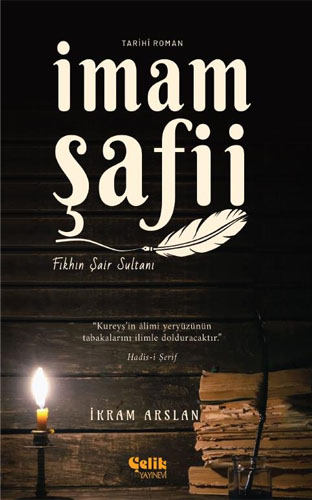 TARİHİ ROMAN
imam
şafii
Fıkhın Şair Sultanı
"Kureyş'in âlimi yeryüzünün
tabakalarını ilimle dolduracaktır."
Hadis-i Şerif
İKRAM ARSLAN
Çelik
YAYINEVİ